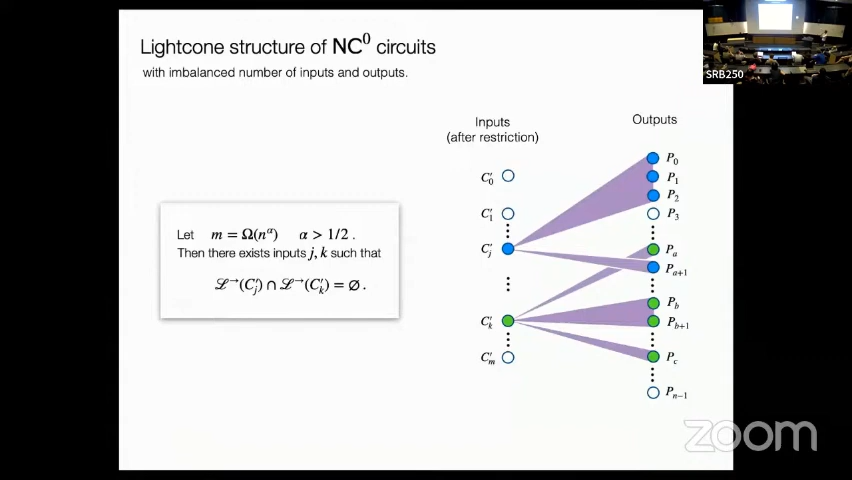 Lightcone structure of NC⁰ circuits
with imbalanced number of inputs and outputs.
SRB250
Inputs
(after restriction)
Outputs
C′₀
C′₁
C′ⱼ
C′ₖ
C′ₘ
P₀
P₁
P₂
P₃
Pₐ
Pₐ₊₁
P_b
P_{b+1}
P_c
P_{n−1}
Let m = Ω(n^α) α > 1/2 .
Then there exists inputs j, k such that
ℒ→(C′ⱼ) ∩ ℒ→(C′ₖ) = ∅ .
zoom